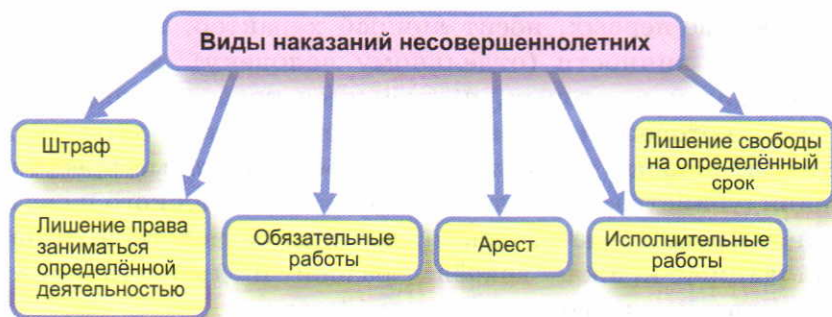 Виды наказаний несовершеннолетних
Штраф
Лишение права
заниматься
определённой
деятельностью
Обязательные
работы
Арест
Исполнительные
работы
Лишение свободы
на определённый
срок